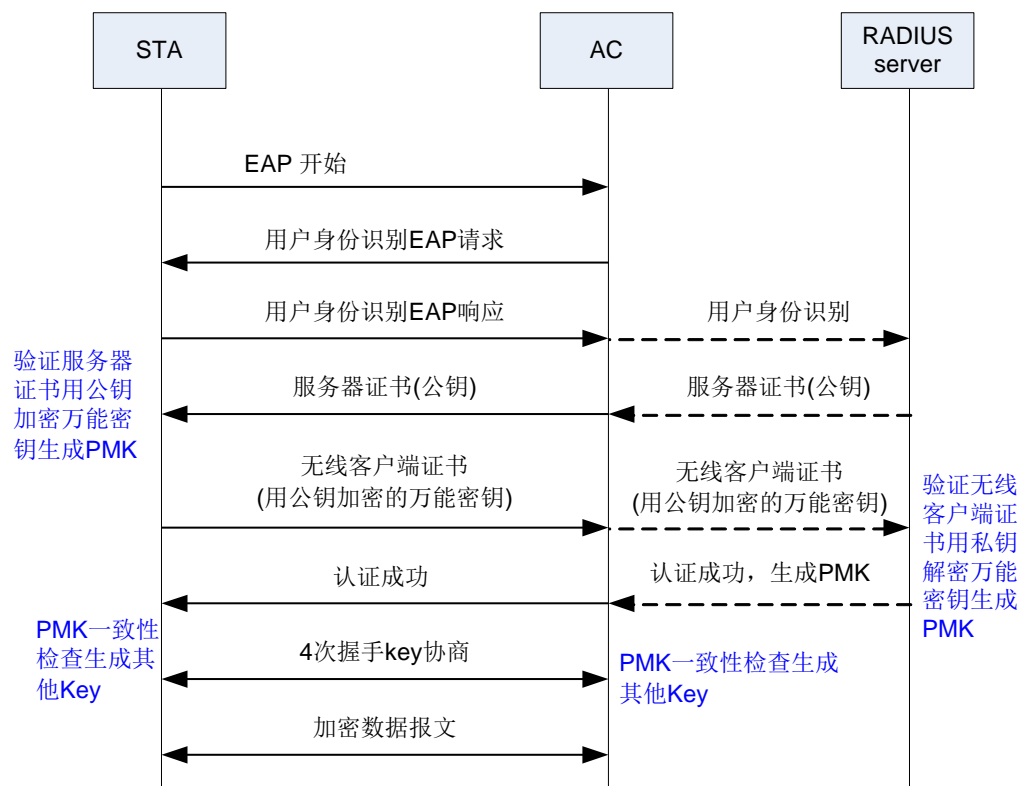 STA
AC
RADIUS
server
EAP 开始
用户身份识别EAP请求
用户身份识别EAP响应
用户身份识别
验证服务器
证书用公钥
加密万能密
钥生成PMK
服务器证书(公钥)
服务器证书(公钥)
无线客户端证书
(用公钥加密的万能密钥)
无线客户端证书
(用公钥加密的万能密钥)
验证无线
客户端证
书用私钥
解密万能
密钥生成
PMK
认证成功
认证成功，生成PMK
PMK一致性
检查生成其
他Key
4次握手key协商
PMK一致性检查生成
其他Key
加密数据报文